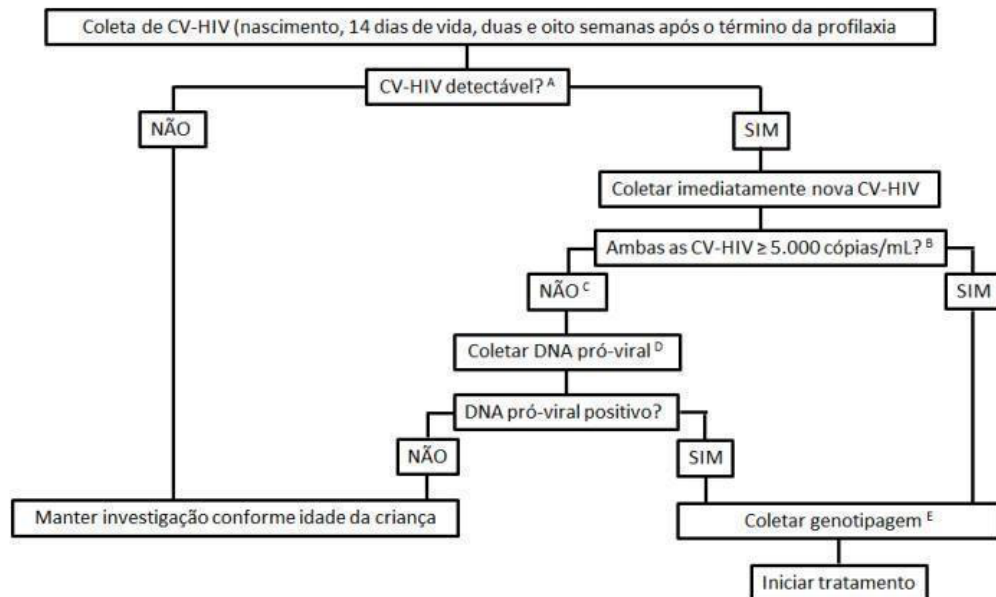 Coleta de CV-HIV (nascimento, 14 dias de vida, duas e oito semanas após o término da profilaxia
CV-HIV detectável? A
NÃO
SIM
Coletar imediatamente nova CV-HIV
Ambas as CV-HIV ≥ 5.000 cópias/mL? B
NÃO C
SIM
Coletar DNA pró-viral D
DNA pró-viral positivo?
NÃO
SIM
Manter investigação conforme idade da criança
Coletar genotipagem E
Iniciar tratamento